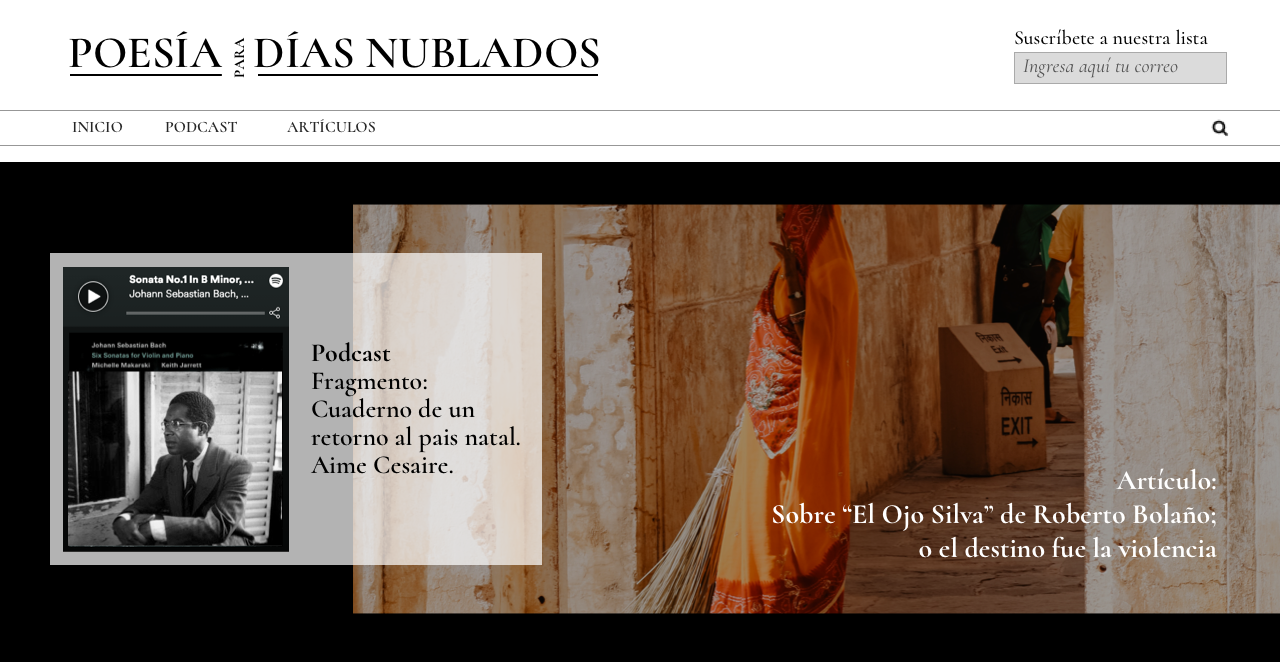 POESÍA PARA DÍAS NUBLADOS
Suscríbete a nuestra lista
Ingresa aquí tu correo
INICIO PODCAST ARTÍCULOS
Sonata No.1 In B Minor, ...
Johann Sebastian Bach, ...
Johann Sebastian Bach
Six Sonatas for Violin and Piano
Michelle Makarski Keith Jarrett
Podcast
Fragmento:
Cuaderno de un
retorno al pais natal.
Aime Cesaire.
निकास
Exit
निकास
EXIT
Artículo:
Sobre “El Ojo Silva” de Roberto Bolaño;
o el destino fue la violencia